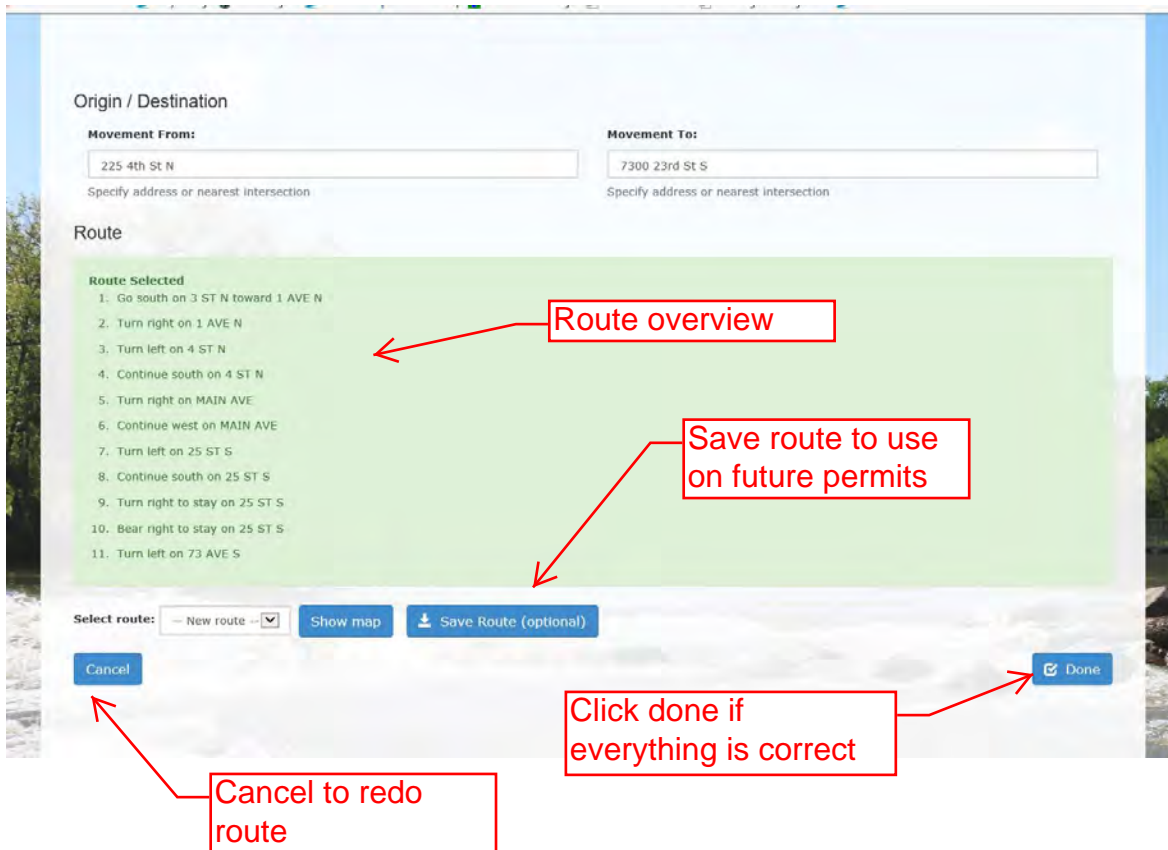 Origin / Destination
Movement From:
Movement To:
225 4th St N
7300 23rd St S
Specify address or nearest intersection
Specify address or nearest intersection
Route
Route Selected
1. Go south on 3 ST N toward 1 AVE N
2. Turn right on 1 AVE N
3. Turn left on 4 ST N
4. Continue south on 4 ST N
5. Turn right on MAIN AVE
6. Continue west on MAIN AVE
7. Turn left on 25 ST S
8. Continue south on 25 ST S
9. Turn right to stay on 25 ST S
10. Bear right to stay on 25 ST S
11. Turn left on 73 AVE S
Route overview
Save route to use
on future permits
Select route:
-- New route --
Show map
Save Route (optional)
Cancel
Done
Click done if
everything is correct
Cancel to redo
route